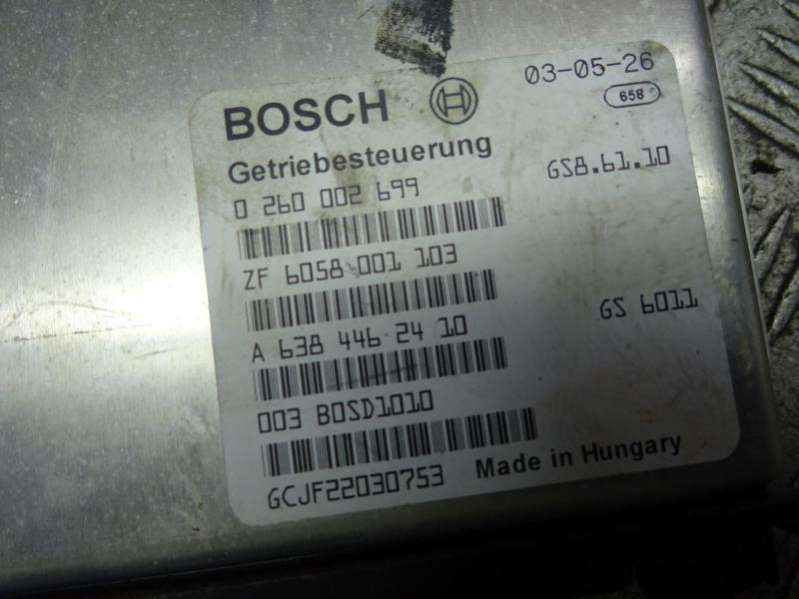 BOSCH
03-05-26
658
Getriebesteuerung
GS8.61.10
0 260 002 699
ZF 6058 001 103
GS 6011
A 638 446 24 10
003 BOSD1010
Made in Hungary
GCJF22030753